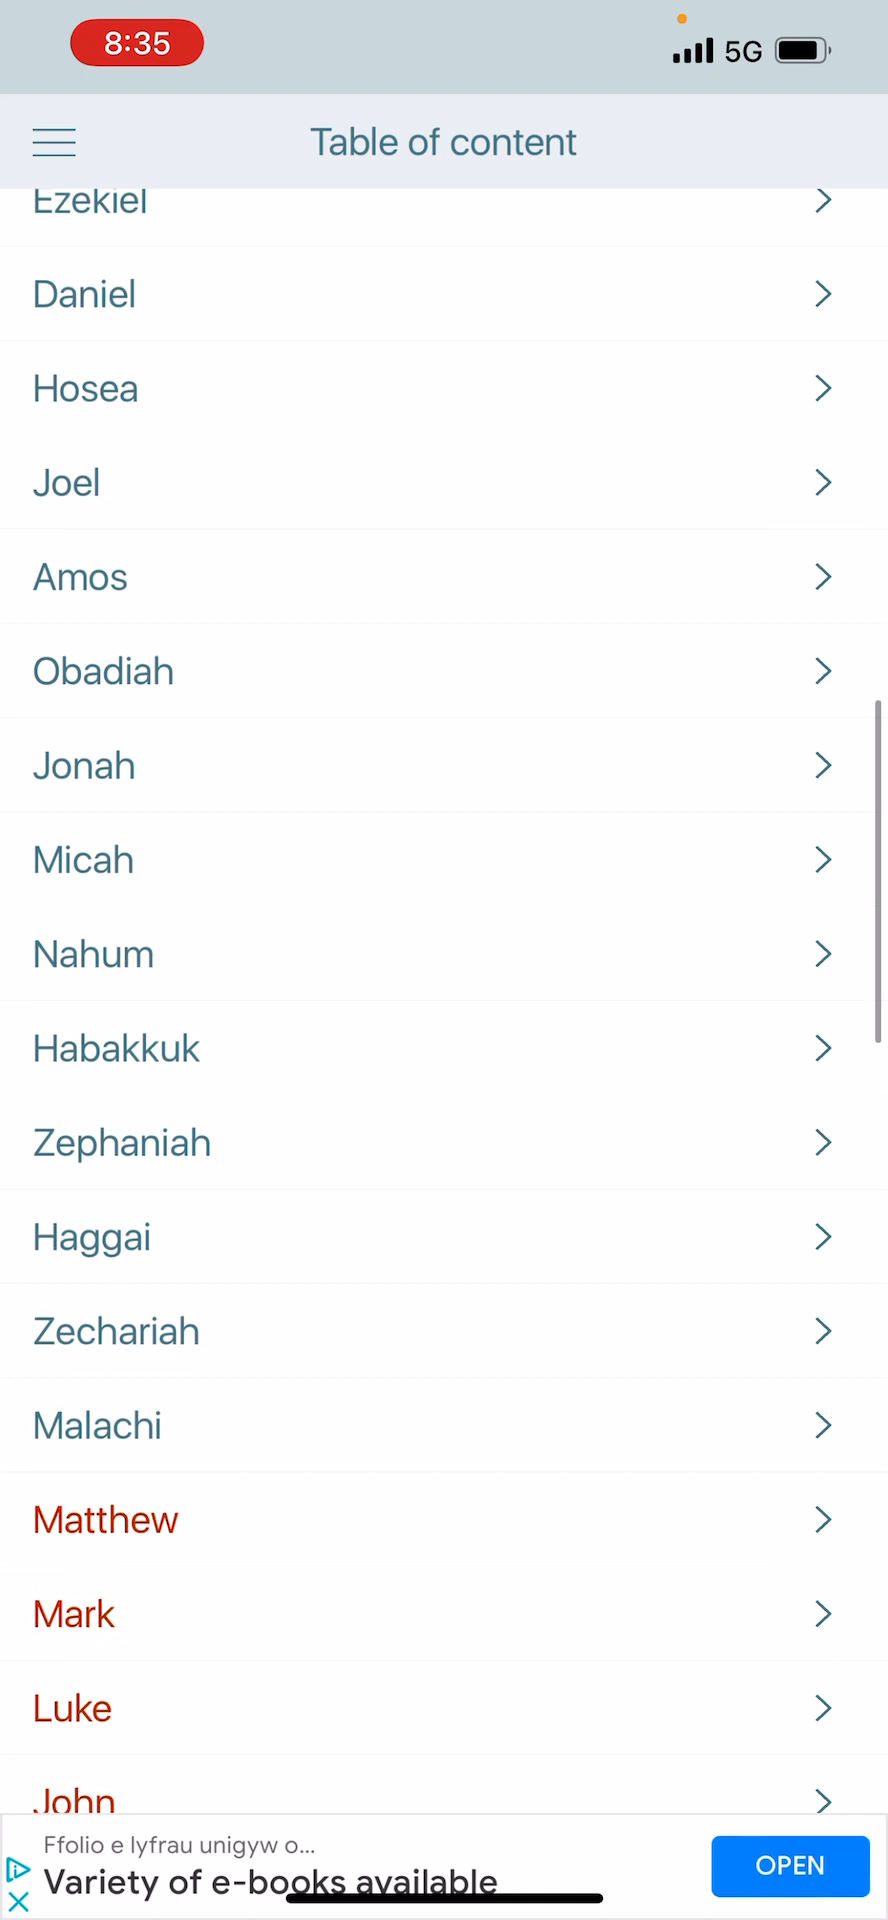 8:35
5G
Table of content
Ezekiel
Daniel
Hosea
Joel
Amos
Obadiah
Jonah
Micah
Nahum
Habakkuk
Zephaniah
Haggai
Zechariah
Malachi
Matthew
Mark
Luke
John
Ffolio e lyfrau unigyw o...
Variety of e-books available
OPEN